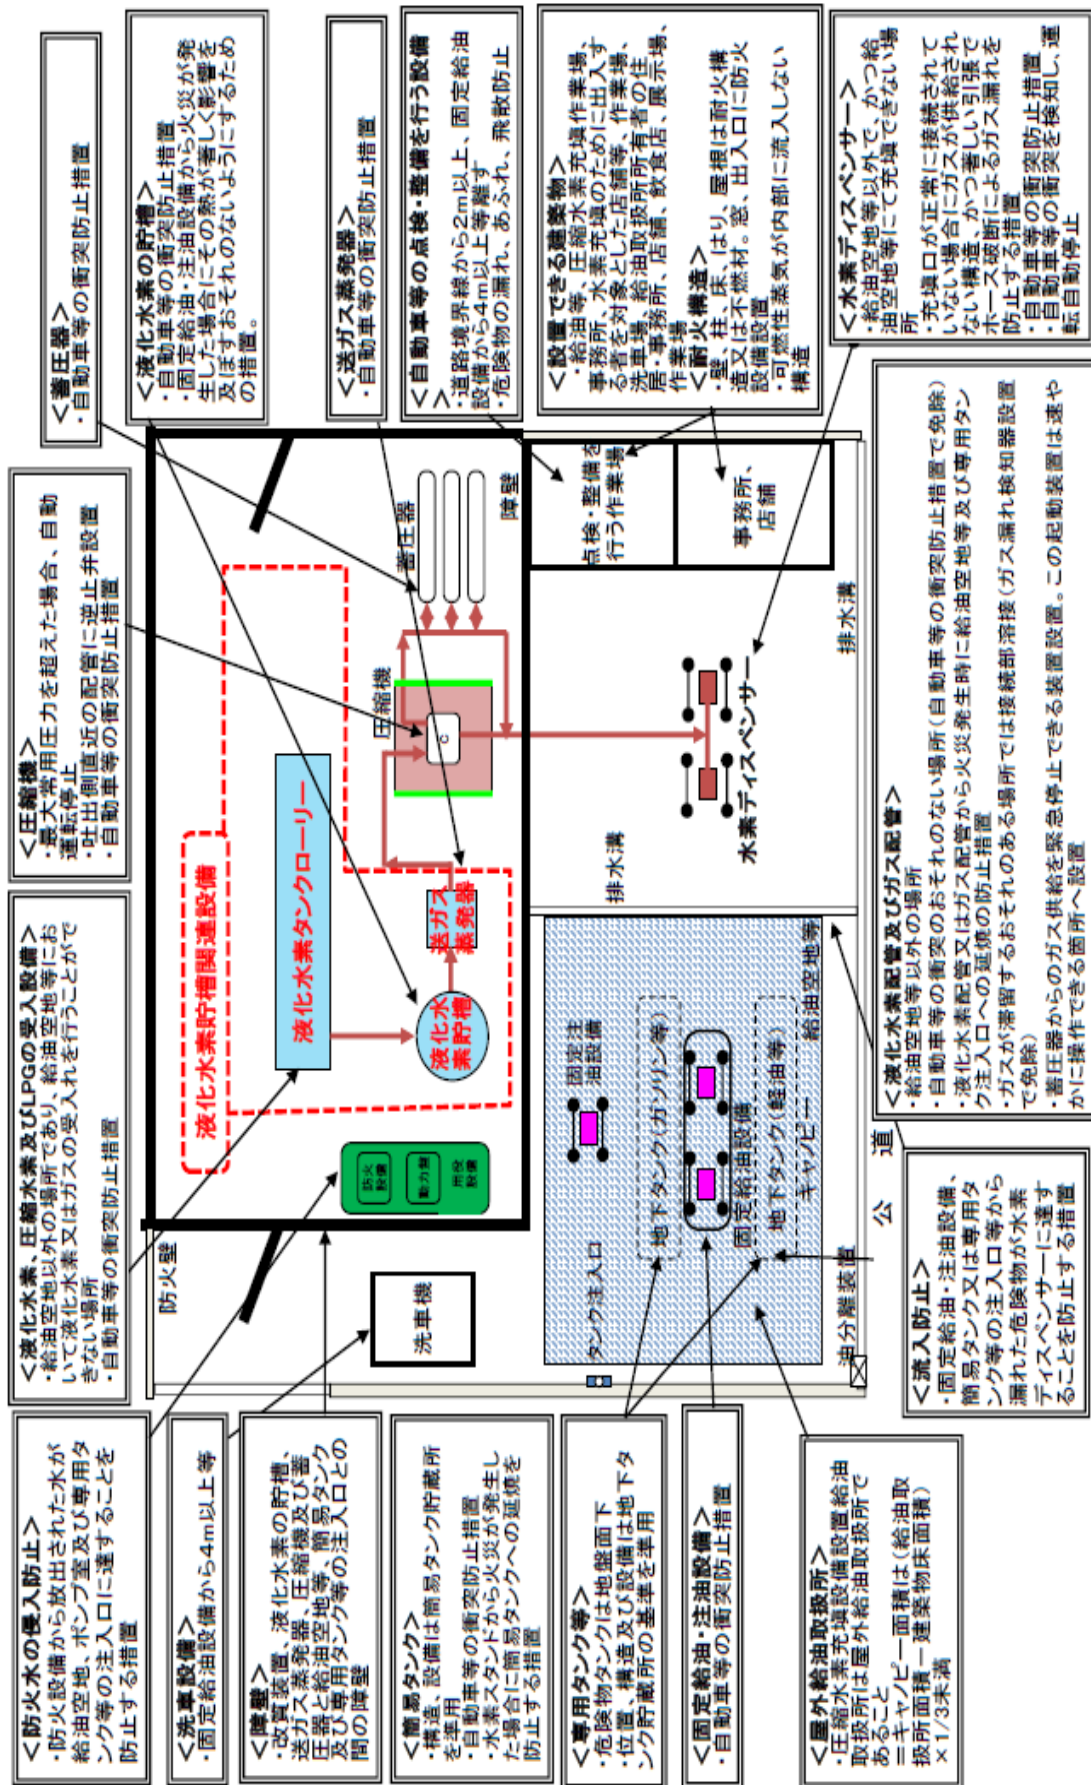 <防火水の侵入防止>
・防火設備から放出された水が
給油空地、ポンプ室及び専用タ
ンク等の注入口に達することを
防止する措置
<洗車設備>
・固定給油設備から4m以上等
<障壁>
・改質装置、液化水素の貯槽、
送ガス蒸発器、圧縮機及び蓄
圧器と給油空地等、簡易タンク
及び専用タンク等の注入口との
間の障壁
<簡易タンク>
・構造、設備は簡易タンク貯蔵所
を準用
・自動車等の衝突防止措置
・水素スタンドから火災が発生し
た場合に簡易タンクへの延焼を
防止する措置
<専用タンク等>
・危険物タンクは地盤面下
・位置、構造及び設備は地下タ
ンク貯蔵所の基準を準用
<固定給油・注油設備>
・自動車等の衝突防止措置
<屋外給油取扱所>
・圧縮水素充填設備設置給油
取扱所は屋外給油取扱所で
あること
＝キャノピー面積は(給油取
扱所面積－建築物床面積)
×1/3未満
<液化水素、圧縮水素及びLPGの受入設備>
・給油空地以外の場所であり、給油空地等にお
いて液化水素又はガスの受入れを行うことがで
きない場所
・自動車等の衝突防止措置
<圧縮機>
・最大常用圧力を超えた場合、自動
運転停止
・吐出側直近の配管に逆止弁設置
・自動車等の衝突防止措置
<蓄圧器>
・自動車等の衝突防止措置
<液化水素の貯槽>
・自動車等の衝突防止措置
・固定給油・注油設備から火災が発
生した場合にその熱が著しく影響を
及ぼすおそれのないようにするため
の措置。
<送ガス蒸発器>
・自動車等の衝突防止措置
<自動車等の点検・整備を行う設備
>
・道路境界線から2m以上、固定給油
設備から4m以上等離す
・危険物の漏れ、あふれ、飛散防止
<設置できる建築物>
・給油等、圧縮水素充填作業場、
事務所、水素充填のために出入す
る者を対象とした店舗等、作業場、
洗車場、給油取扱所所有者の住
居・事務所、店舗、飲食店、展示場、
作業場
<耐火構造>
・壁、柱、床、はり、屋根は耐火構
造又は不燃材。窓、出入口に防火
設備設置
・可燃性蒸気が内部に流入しない
構造
<水素ディスペンサー>
・給油空地等以外で、かつ給
油空地等にて充填できない場
所
・充填口が正常に接続されて
いない場合にガスが供給され
ない構造、かつ著しい引張で
ホース破断によるガス漏れを
防止する措置
・自動車等の衝突防止措置
・自動車等の衝突を検知し、運
転自動停止
防火壁
液化水素貯槽関連設備
液化水素タンクローリー
液化水
素貯槽
送ガス
蒸発器
圧縮機
C
蓄圧器
障壁
防火
設備
動力盤
用役
設備
洗車機
点検・整備を
行う作業場
事務所、
店舗
タンク注入口
固定注
油設備
地下タンク(ガソリン等)
固定給油設備
地下タンク(軽油等)
キャノピー
給油空地等
油分離装置
排水溝
水素ディスペンサー
排水溝
公 道
<流入防止>
・固定給油・注油設備、
簡易タンク又は専用タ
ンク等の注入口等から
漏れた危険物が水素
ディスペンサーに達す
ることを防止する措置
<液化水素配管及びガス配管>
・給油空地等以外の場所
・自動車等の衝突のおそれのない場所(自動車等の衝突防止措置で免除)
・液化水素配管又はガス配管から火災発生時に給油空地等及び専用タン
ク注入口への延焼の防止措置
・ガスが滞留するおそれのある場所では接続部溶接(ガス漏れ検知器設置
で免除)
・蓄圧器からのガス供給を緊急停止できる装置設置。この起動装置は速や
かに操作できる箇所へ設置